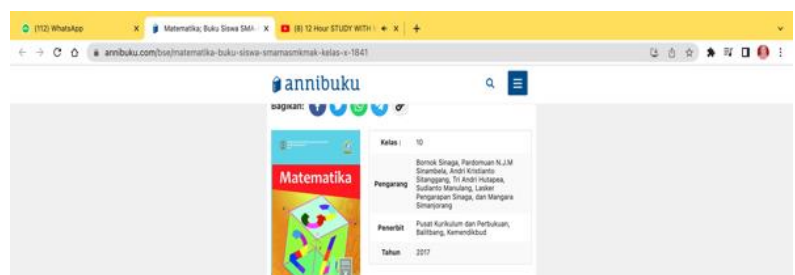 (112) WhatsApp
Matematika; Buku Siswa SMA
(8) 12 Hour STUDY WITH
annibuku.com/bse/matematika-buku-siswa-smamasmkmak-kelas-x-1841
annibuku
Bagikan:
Matematika
Kelas : 10
Pengarang
Bornok Sinaga, Pardomuan N.J.M
Sinambela, Andri Kristianto
Sitanggang, Tri Andri Hutapea,
Sudianto Manulang, Lasker
Pengarapan Sinaga, dan Mangara
Simanjorang
Penerbit
Pusat Kurikulum dan Perbukuan,
Balitbang, Kemendikbud
Tahun 2017